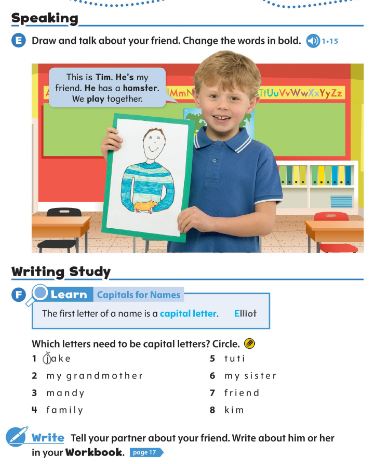 Speaking
E Draw and talk about your friend. Change the words in bold. 1•15
This is Tim. He's my
friend. He has a hamster.
We play together.
MmN
TtUuVvWwXxYyZz
Writing Study
F Learn Capitals for Names
The first letter of a name is a capital letter. Elliot
Which letters need to be capital letters? Circle.
1 jake
2 my grandmother
3 mandy
4 family
5 tuti
6 my sister
7 friend
8 kim
Write Tell your partner about your friend. Write about him or her
in your Workbook. page 17